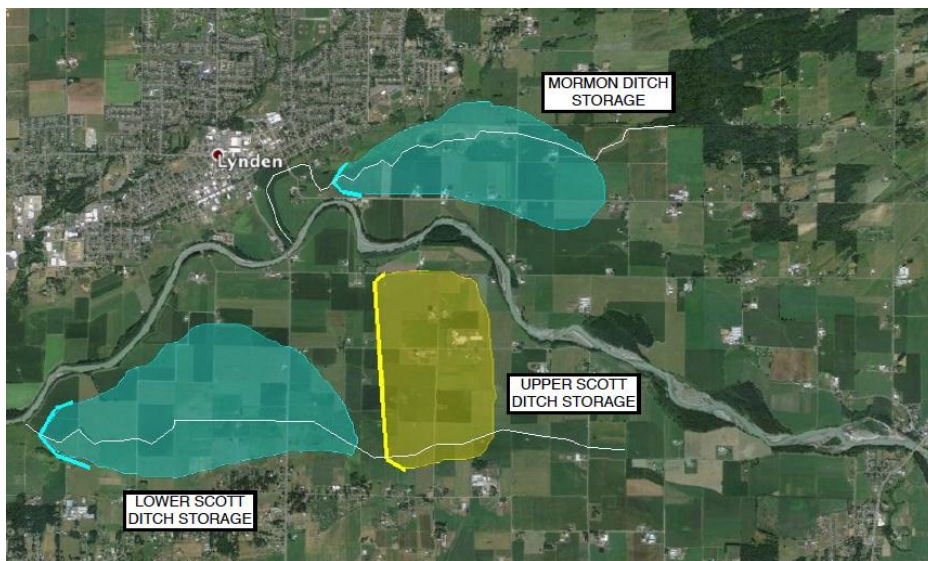 MORMON DITCH
STORAGE
Lynden
UPPER SCOTT
DITCH STORAGE
LOWER SCOTT
DITCH STORAGE